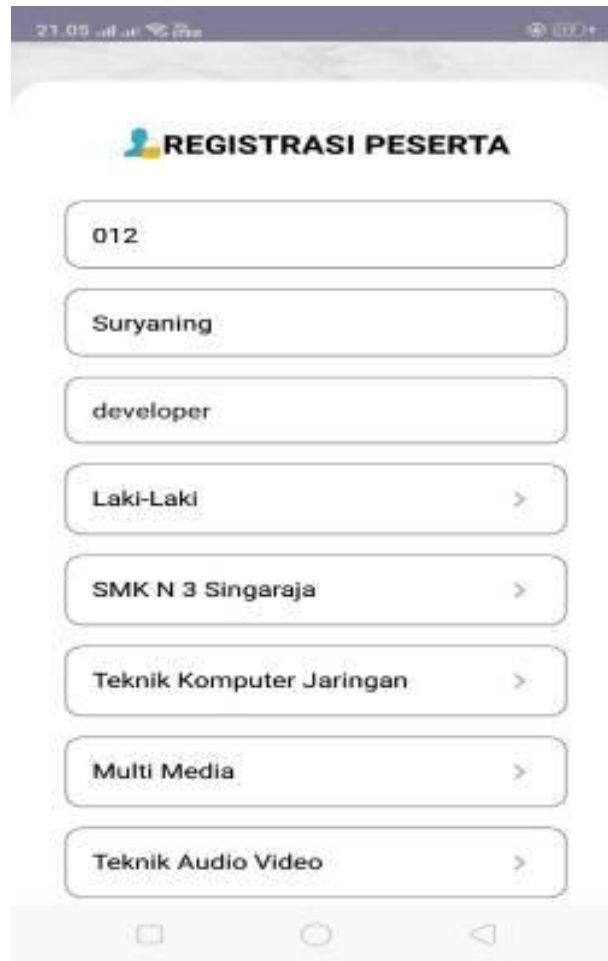 21.05
REGISTRASI PESERTA
012
Suryaning
developer
Laki-Laki
SMK N 3 Singaraja
Teknik Komputer Jaringan
Multi Media
Teknik Audio Video